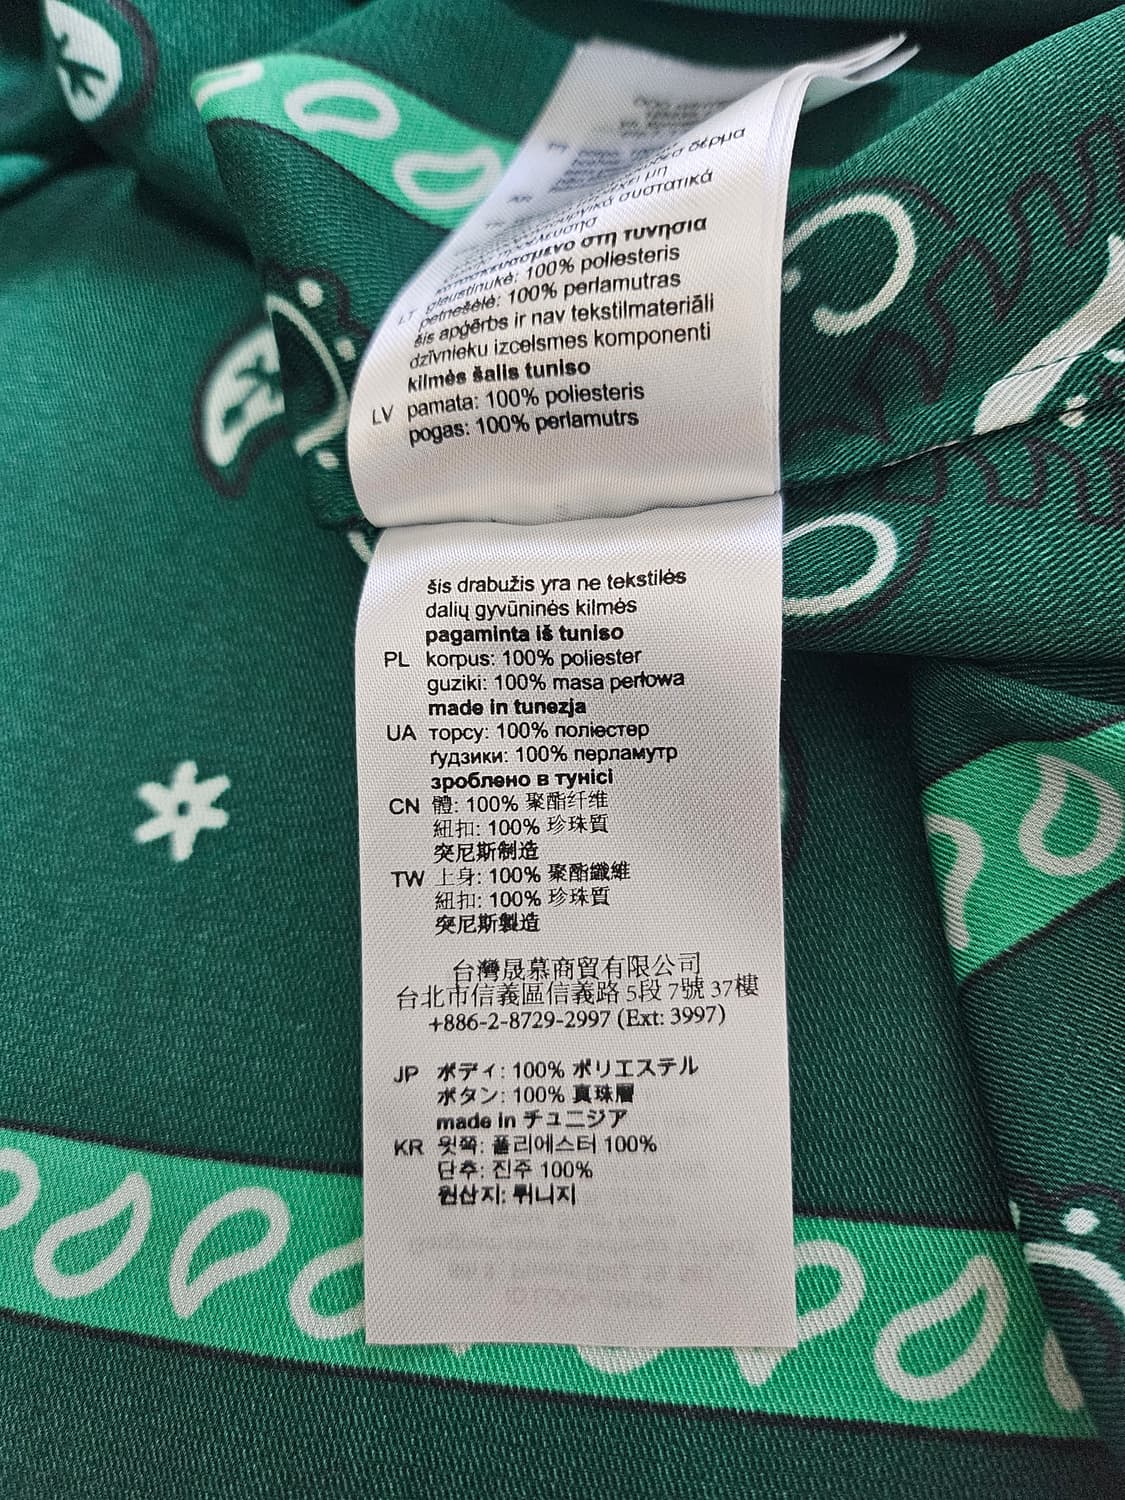 δέρμα
έχει μη
συστατικά
στη τυνησια
LT glaustinukė: 100% poliesteris
petnešėlė: 100% perlamutras
šis apģērbs ir nav tekstilmateriāli
dzīvnieku izcelsmes komponenti
kilmės šalis tuniso
LV pamata: 100% poliesteris
pogas: 100% perlamutrs
šis drabužis yra ne tekstilės
dalių gyvūninės kilmės
pagaminta iš tuniso
PL korpus: 100% poliester
guziki: 100% masa perłowa
made in tunezja
UA торсу: 100% поліестер
ґудзики: 100% перламутр
зроблено в тунісі
CN 體: 100% 聚酯纤维
紐扣: 100% 珍珠質
突尼斯制造
TW 上身: 100% 聚酯纖維
紐扣: 100% 珍珠質
突尼斯製造
台灣晟慕商貿有限公司
台北市信義區信義路 5段 7號 37樓
+886-2-8729-2997 (Ext: 3997)
JP ボディ: 100% ポリエステル
ボタン: 100% 真珠層
made in チュニジア
KR 윗쪽: 폴리에스터 100%
단추: 진주 100%
원산지: 튀니지